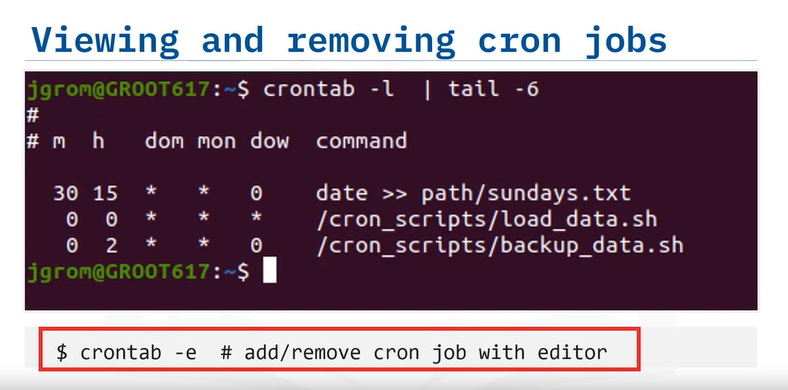 Viewing and removing cron jobs
jgrom@GROOT617:~$ crontab -l  | tail -6
#
# m  h   dom mon dow  command
30 15  *   *   0    date >> path/sundays.txt
0  0  *   *   *    /cron_scripts/load_data.sh
0  2  *   *   0    /cron_scripts/backup_data.sh
jgrom@GROOT617:~$
$ crontab -e  # add/remove cron job with editor